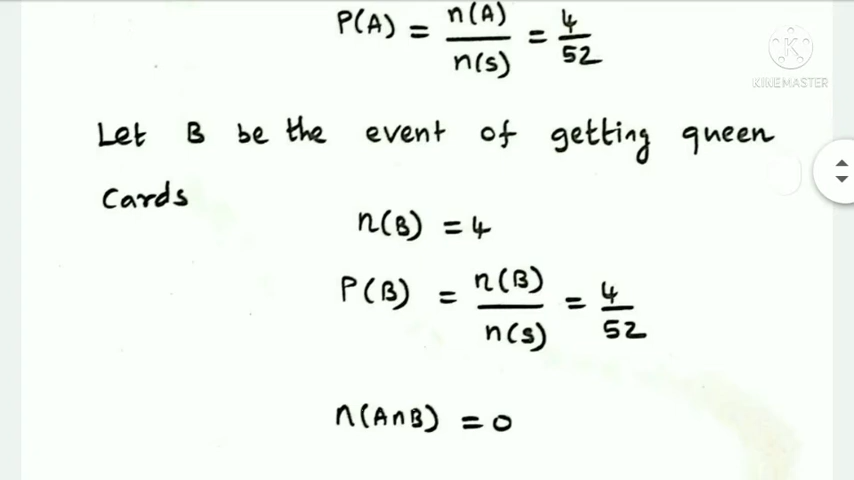 P(A) = n(A)/n(s) = 4/52
KINEMASTER
Let B be the event of getting queen
Cards
n(B) = 4
P(B) = n(B)/n(s) = 4/52
n(A∩B) = 0